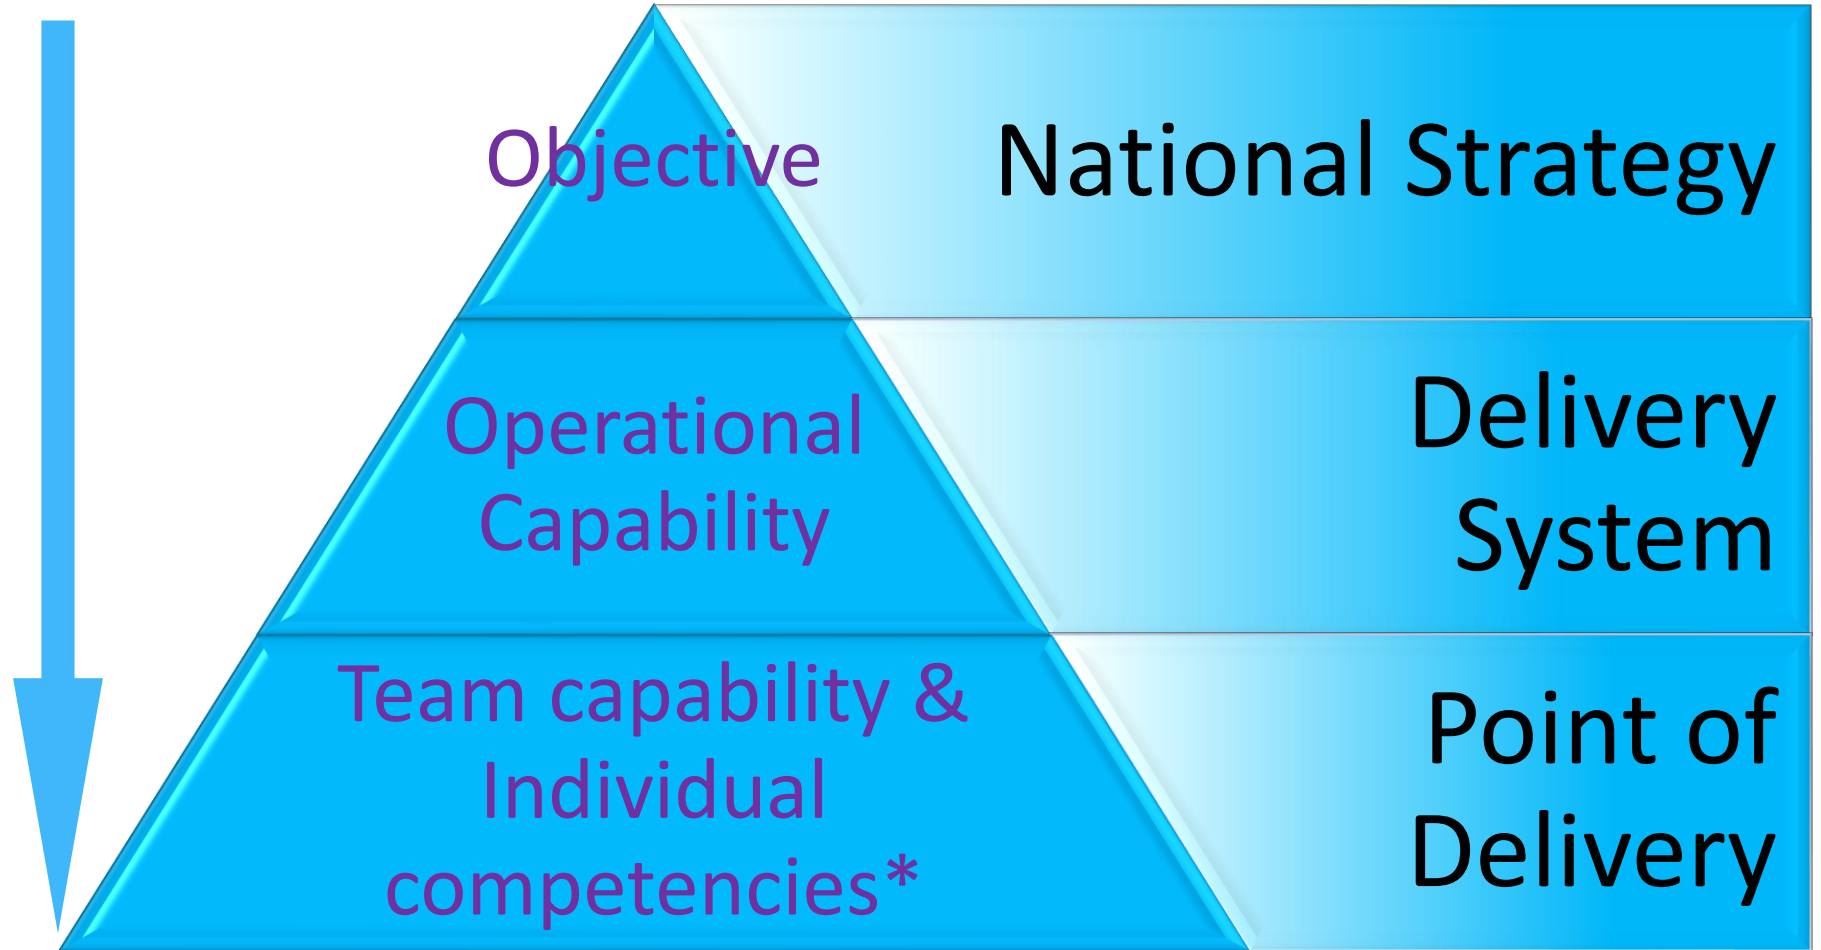 Objective
National Strategy
Operational
Capability
Delivery
System
Team capability &
Individual
competencies*
Point of
Delivery